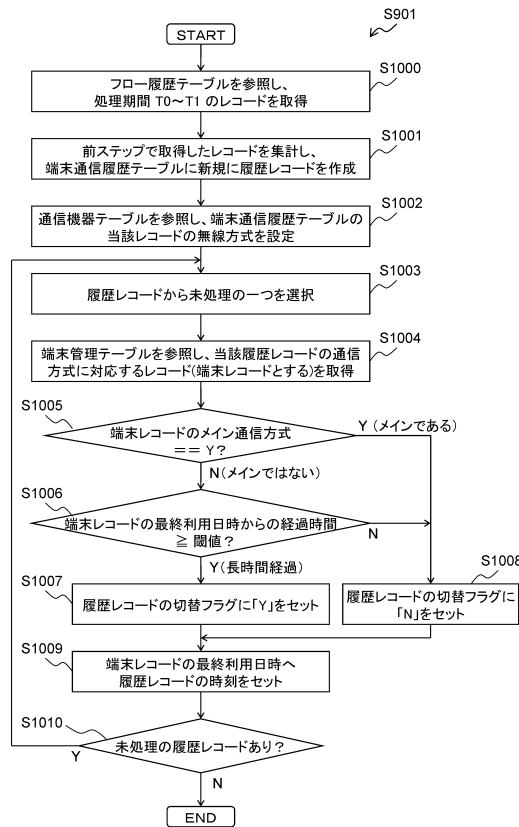 S901
START
S1000
フロー履歴テーブルを参照し、
処理期間 T0～T1 のレコードを取得
S1001
前ステップで取得したレコードを集計し、
端末通信履歴テーブルに新規に履歴レコードを作成
S1002
通信機器テーブルを参照し、端末通信履歴テーブルの
当該レコードの無線方式を設定
S1003
履歴レコードから未処理の一つを選択
S1004
端末管理テーブルを参照し、当該履歴レコードの通信
方式に対応するレコード(端末レコードとする)を取得
S1005
端末レコードのメイン通信方式
== Y?
Y (メインである)
N(メインではない)
S1006
端末レコードの最終利用日時からの経過時間
≧ 閾値?
N
Y(長時間経過)
S1007
履歴レコードの切替フラグに「Y」をセット
S1008
履歴レコードの切替フラグに
「N」をセット
S1009
端末レコードの最終利用日時へ
履歴レコードの時刻をセット
S1010
未処理の履歴レコードあり?
Y
N
END